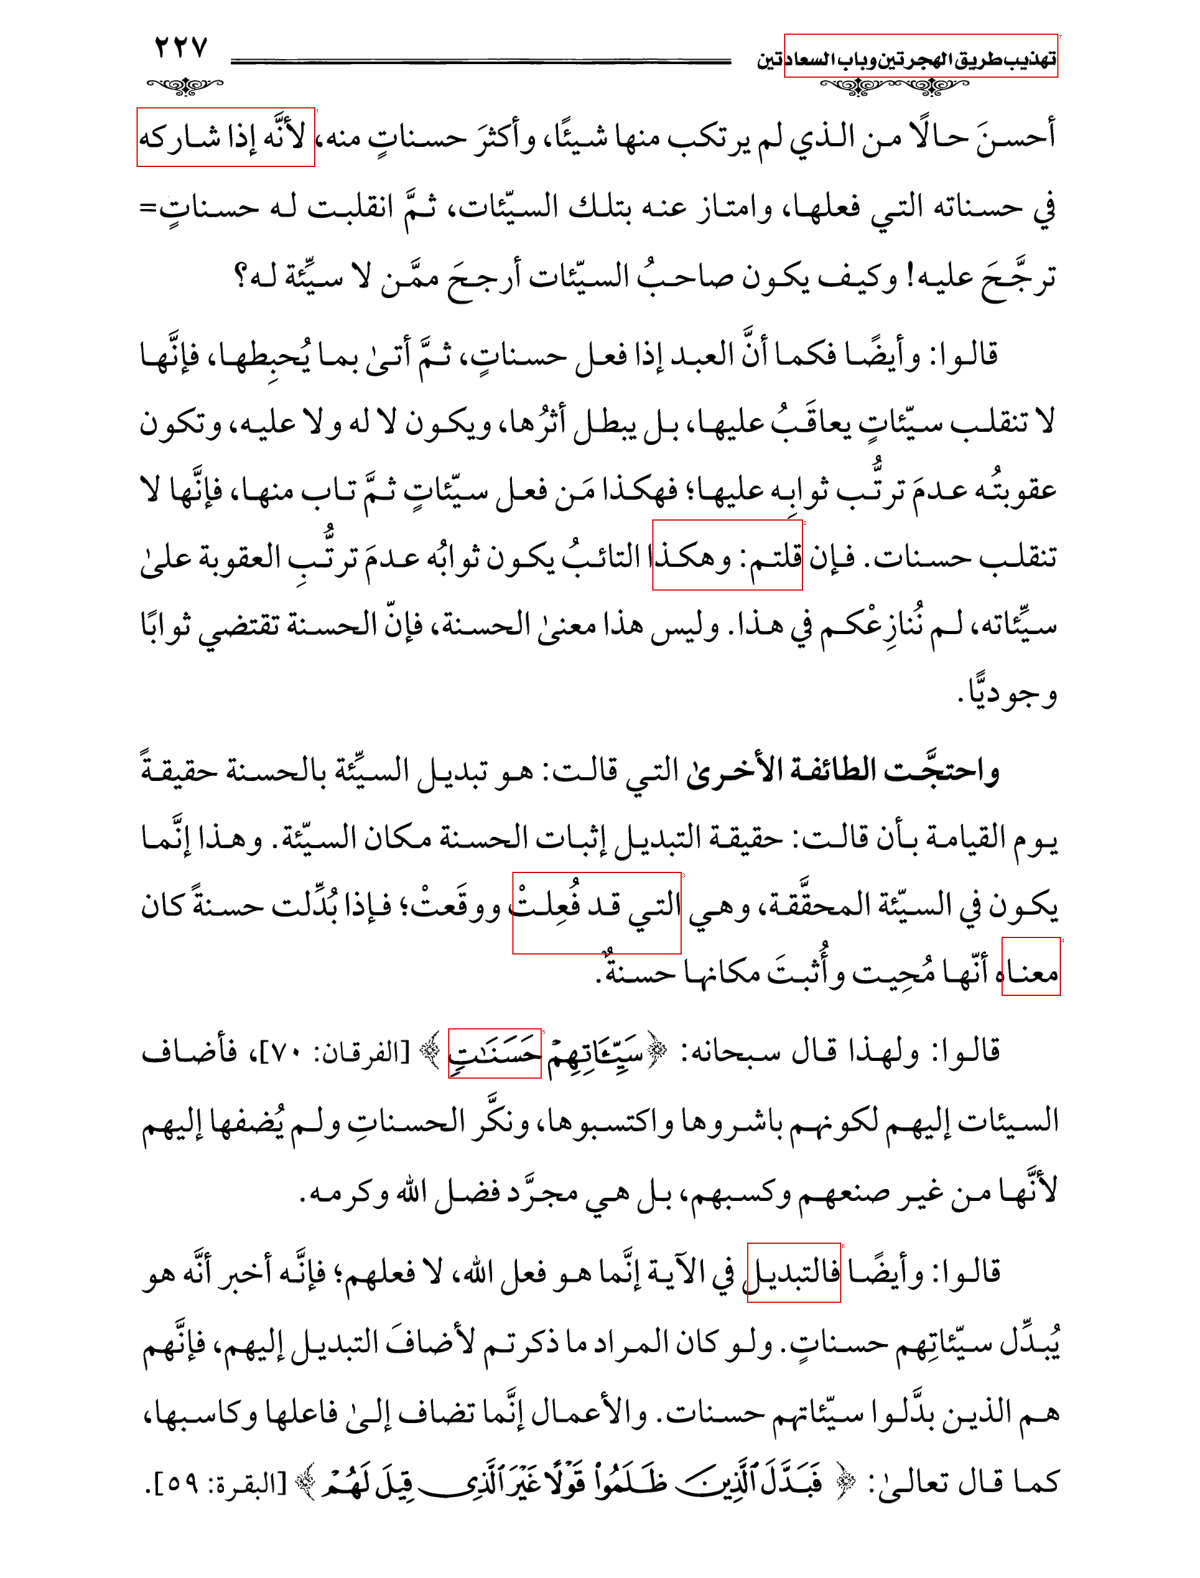 تهذيب طريق الهجرتين وباب السعادتين
٢٢٧
أحسنَ حالًا من الذي لم يرتكب منها شيئًا، وأكثرَ حسناتٍ منه، لأنَّه إذا شاركه
في حسناته التي فعلها، وامتاز عنه بتلك السيّئات، ثمَّ انقلبت له حسناتٍ=
ترجَّحَ عليه! وكيف يكون صاحبُ السيّئات أرجحَ ممَّن لا سيِّئة له؟
قالوا: وأيضًا فكما أنَّ العبد إذا فعل حسناتٍ، ثمَّ أتىٰ بما يُحبِطها، فإنَّها
لا تنقلب سيّئاتٍ يعاقَبُ عليها، بل يبطل أثرُها، ويكون لا له ولا عليه، وتكون
عقوبتُه عدمَ ترتُّب ثوابِه عليها؛ فهكذا مَن فعل سيّئاتٍ ثمَّ تاب منها، فإنَّها لا
تنقلب حسنات. فإن قلتم: وهكذا التائبُ يكون ثوابُه عدمَ ترتُّبِ العقوبة علىٰ
سيِّئاته، لم نُنازِعْكم في هذا. وليس هذا معنىٰ الحسنة، فإنّ الحسنة تقتضي ثوابًا
وجوديًّا.
واحتجَّت الطائفة الأخرىٰ التي قالت: هو تبديل السيِّئة بالحسنة حقيقةً
يوم القيامة بأن قالت: حقيقة التبديل إثبات الحسنة مكان السيّئة. وهذا إنَّما
يكون في السيّئة المحقَّقة، وهي التي قد فُعِلتْ ووقَعتْ؛ فإذا بُدِّلت حسنةً كان
معناه أنّها مُحِيت وأُثبتَ مكانها حسنةٌ.
قالوا: ولهذا قال سبحانه: ﴿سَيِّـَٔاتِهِمْ حَسَنَٰتٍ﴾ [الفرقان: ٧٠]، فأضاف
السيئات إليهم لكونهم باشروها واكتسبوها، ونكَّر الحسناتِ ولم يُضفها إليهم
لأنَّها من غير صنعهم وكسبهم، بل هي مجرَّد فضل الله وكرمه.
قالوا: وأيضًا فالتبديل في الآية إنَّما هو فعل الله، لا فعلهم؛ فإنَّه أخبر أنَّه هو
يُبدِّل سيّئاتِهم حسناتٍ. ولو كان المراد ما ذكرتم لأضافَ التبديل إليهم، فإنَّهم
هم الذين بدَّلوا سيّئاتهم حسنات. والأعمال إنَّما تضاف إلىٰ فاعلها وكاسبها،
كما قال تعالىٰ: ﴿فَبَدَّلَ ٱلَّذِينَ ظَلَمُواْ قَوْلًا غَيْرَ ٱلَّذِى قِيلَ لَهُمْ﴾ [البقرة: ٥٩].